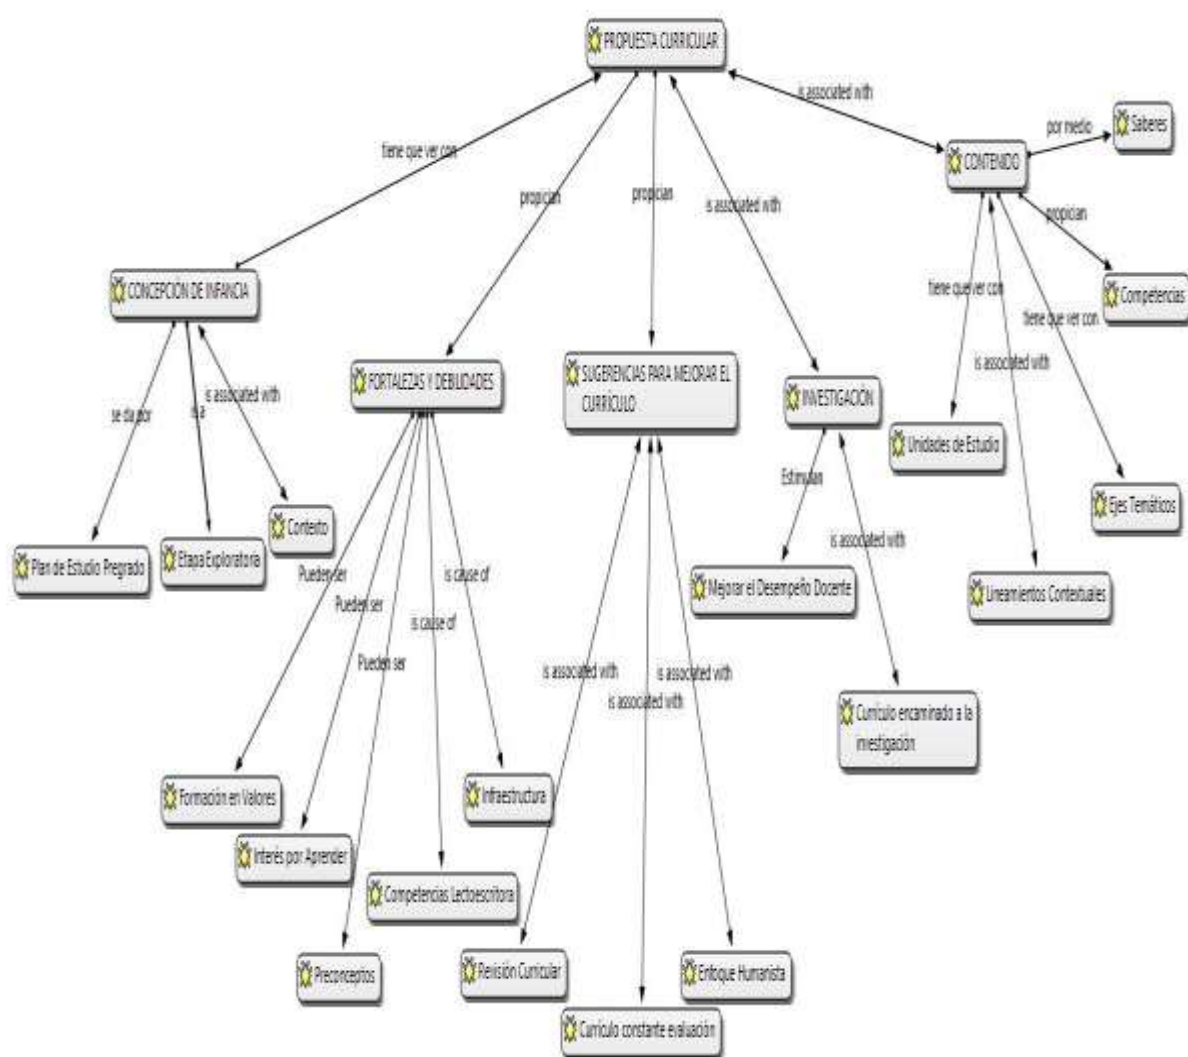 PROPUESTA CURRICULAR
is associated with
Saberes
por medio
CONTENIDO
tiene que ver con
propician
propician
is associated with
propician
CONCEPCIÓN DE INFANCIA
Competencias
tiene que ver con
tiene que ver con
is associated with
FORTALEZAS Y DEBILIDADES
SUGERENCIAS PARA MEJORAR EL
CURRICULO
INVESTIGACIÓN
is associated with
se da por
is a
Unidades de Estudio
Estimulan
Ejes Temáticos
Contexto
is associated with
Plan de Estudio Pregrado
Etapa Exploratoria
Pueden ser
is cause of
Mejorar el Desempeño Docente
Lineamientos Contextuales
Pueden ser
is cause of
Pueden ser
is associated with
is associated with
is associated with
Currículo encaminado a la
investigación
Formación en Valores
Infraestructura
Interés por Aprender
Competencias Lectoescritora
Preconceptos
Revisión Curricular
Enfoque Humanista
Currículo constante evaluación